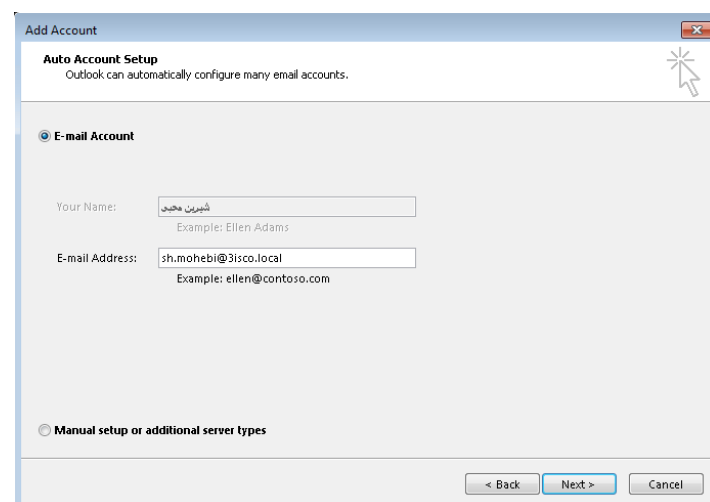 Add Account
Auto Account Setup
Outlook can automatically configure many email accounts.
E-mail Account
Your Name: شیرین محبی
Example: Ellen Adams
E-mail Address: sh.mohebi@3isco.local
Example: ellen@contoso.com
Manual setup or additional server types
< Back Next > Cancel